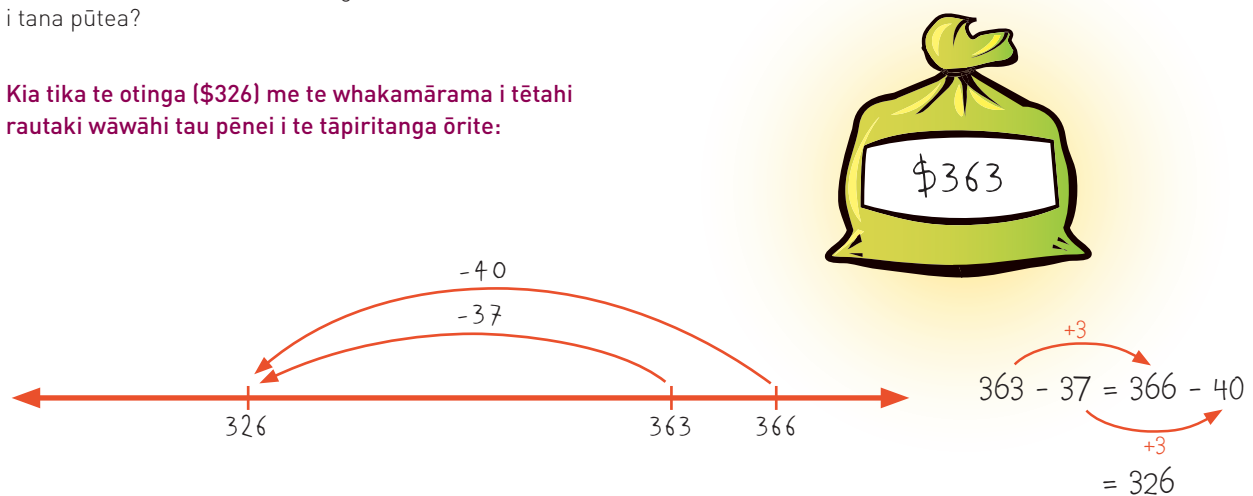 i tana pūtea?
Kia tika te otinga ($326) me te whakamārama i tētahi
rautaki wāwāhi tau pēnei i te tāpiritanga ōrite:
$363
-40
-37
326
363
366
+3
363 - 37 = 366 - 40
+3
= 326